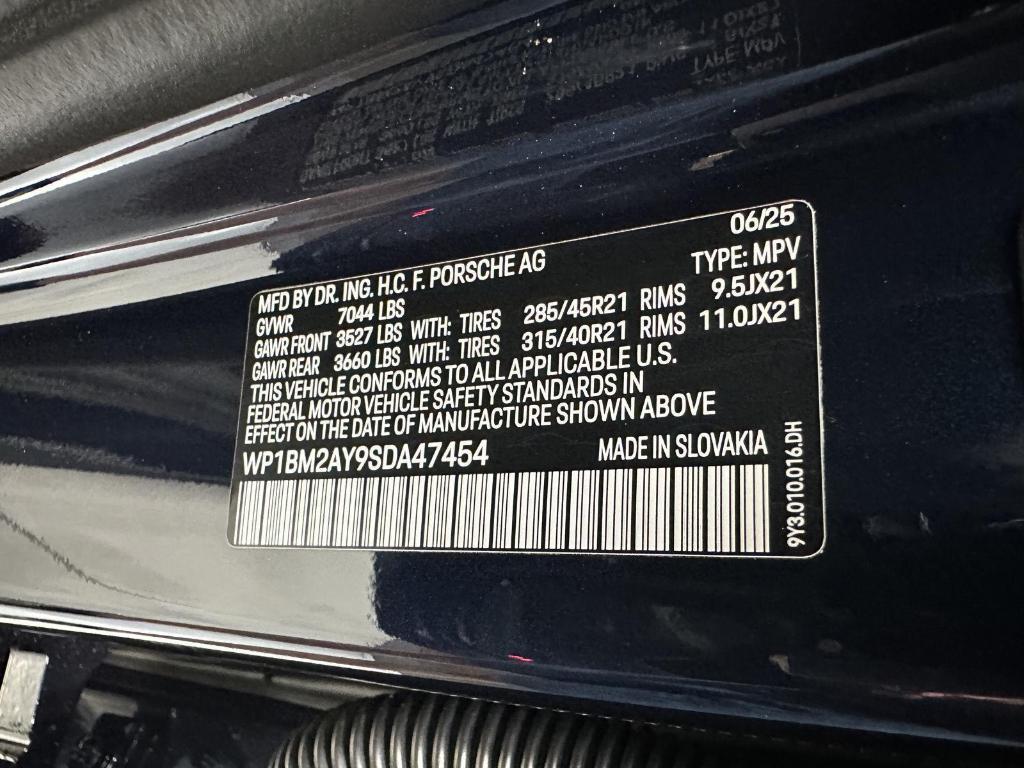 06/25
MFD BY DR. ING. H.C. F. PORSCHE AG TYPE: MPV
GVWR 7044 LBS
GAWR FRONT 3527 LBS WITH: TIRES 285/45R21 RIMS 9.5JX21
GAWR REAR 3660 LBS WITH: TIRES 315/40R21 RIMS 11.0JX21
THIS VEHICLE CONFORMS TO ALL APPLICABLE U.S.
FEDERAL MOTOR VEHICLE SAFETY STANDARDS IN
EFFECT ON THE DATE OF MANUFACTURE SHOWN ABOVE
WP1BM2AY9SDA47454 MADE IN SLOVAKIA
9Y3.010.016.DH